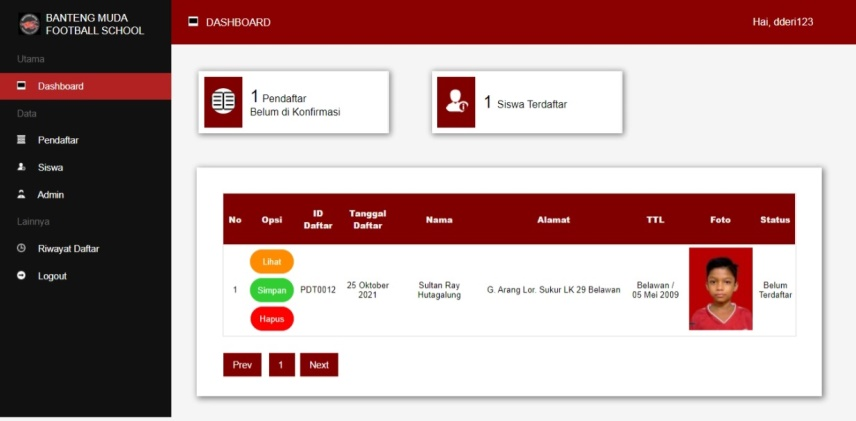 BANTENG MUDA
FOOTBALL SCHOOL
DASHBOARD
Hai, dderi123
Utama
Dashboard
Data
Pendaftar
Siswa
Admin
Lainnya
Riwayat Daftar
Logout
1 Pendaftar
Belum di Konfirmasi
1 Siswa Terdaftar
No Opsi ID Daftar Tanggal Daftar Nama Alamat TTL Foto Status
1 Lihat Simpan Hapus PDT0012 25 Oktober 2021 Sultan Ray Hutagalung G. Arang Lor. Sukur LK 29 Belawan Belawan / 05 Mei 2009 Belum Terdaftar
Prev 1 Next